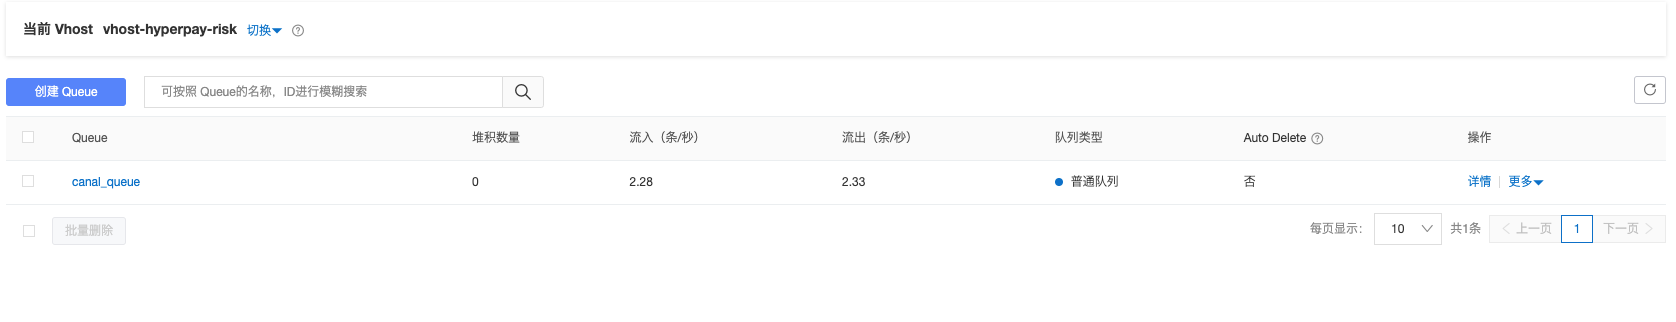 当前 Vhost vhost-hyperpay-risk 切换
创建 Queue 可按照 Queue的名称，ID进行模糊搜索
Queue 堆积数量 流入（条/秒） 流出（条/秒） 队列类型 Auto Delete 操作
canal_queue 0 2.28 2.33 普通队列 否 详情 更多
批量删除 每页显示： 10 共1条 上一页 1 下一页